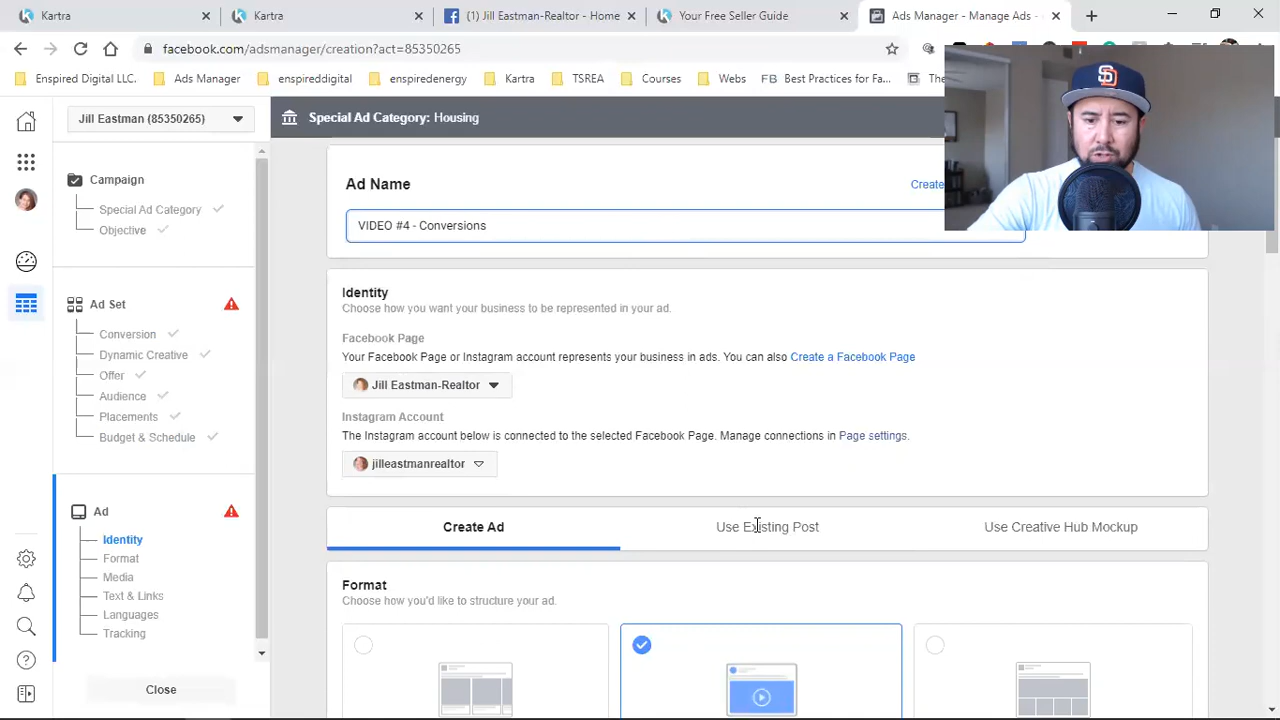 Kartra
Kartra
(1) Jill Eastman-Realtor - Home
Your Free Seller Guide
Ads Manager - Manage Ads -
facebook.com/adsmanager/creation?act=85350265
Enspired Digital LLC.
Ads Manager
enspireddigital
Enspiredenergy
Kartra
TSREA
Courses
Webs
FB Best Practices for Fa...
Jill Eastman (85350265)
Special Ad Category: Housing
SD
Campaign
Special Ad Category
Objective
Ad Name
Create
VIDEO #4 - Conversions
Identity
Choose how you want your business to be represented in your ad.
Ad Set
Conversion
Dynamic Creative
Offer
Audience
Placements
Budget & Schedule
Facebook Page
Your Facebook Page or Instagram account represents your business in ads. You can also Create a Facebook Page
Jill Eastman-Realtor
Instagram Account
The Instagram account below is connected to the selected Facebook Page. Manage connections in Page settings.
jilleastmanrealtor
Ad
Identity
Format
Media
Text & Links
Languages
Tracking
Close
Create Ad
Use Existing Post
Use Creative Hub Mockup
Format
Choose how you'd like to structure your ad.